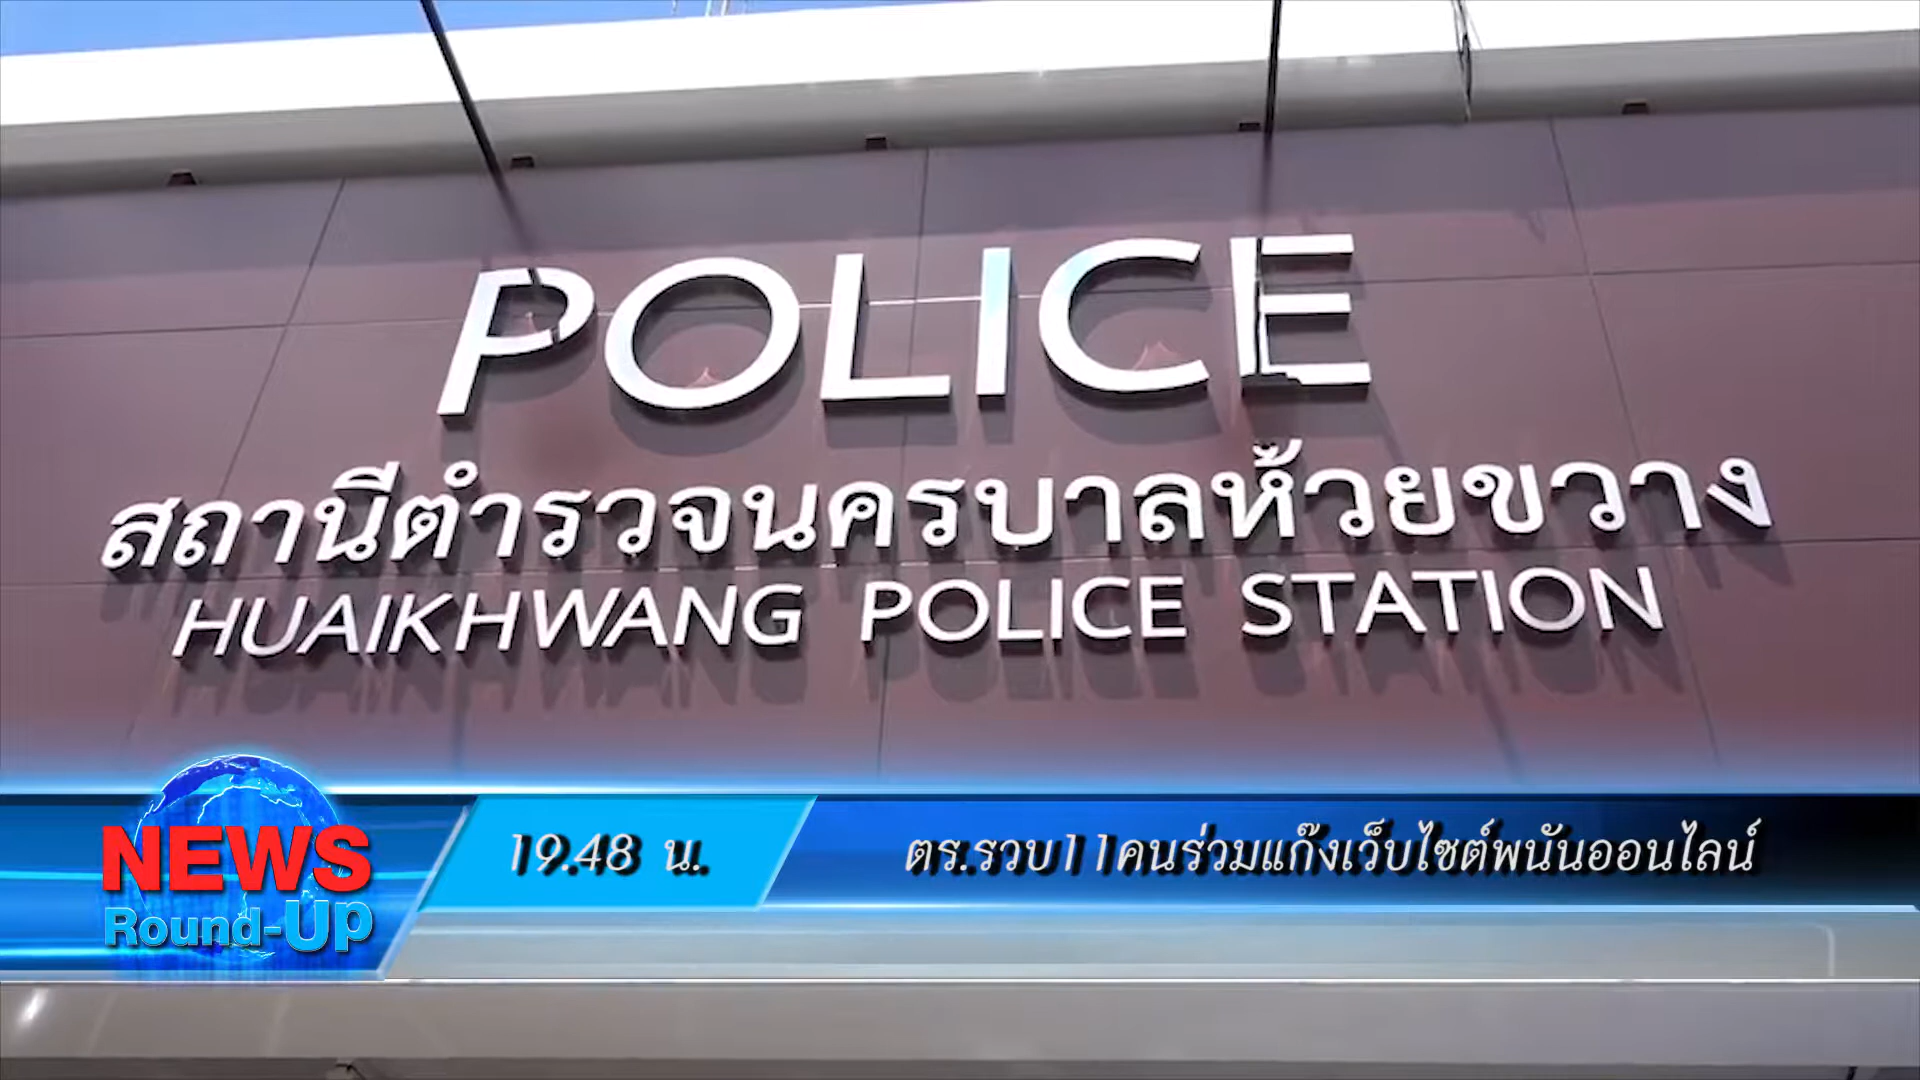 POLICE
สถานีตำรวจนครบาลห้วยขวาง
HUAIKHWANG POLICE STATION
NEWS
Round-Up
19.48 น.
ตร.รวบ11คนร่วมแก๊งเว็บไซต์พนันออนไลน์